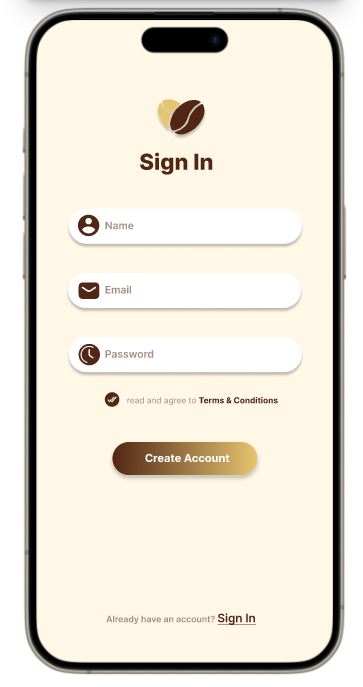 Sign In
Name
Email
Password
read and agree to Terms & Conditions
Create Account
Already have an account? Sign In